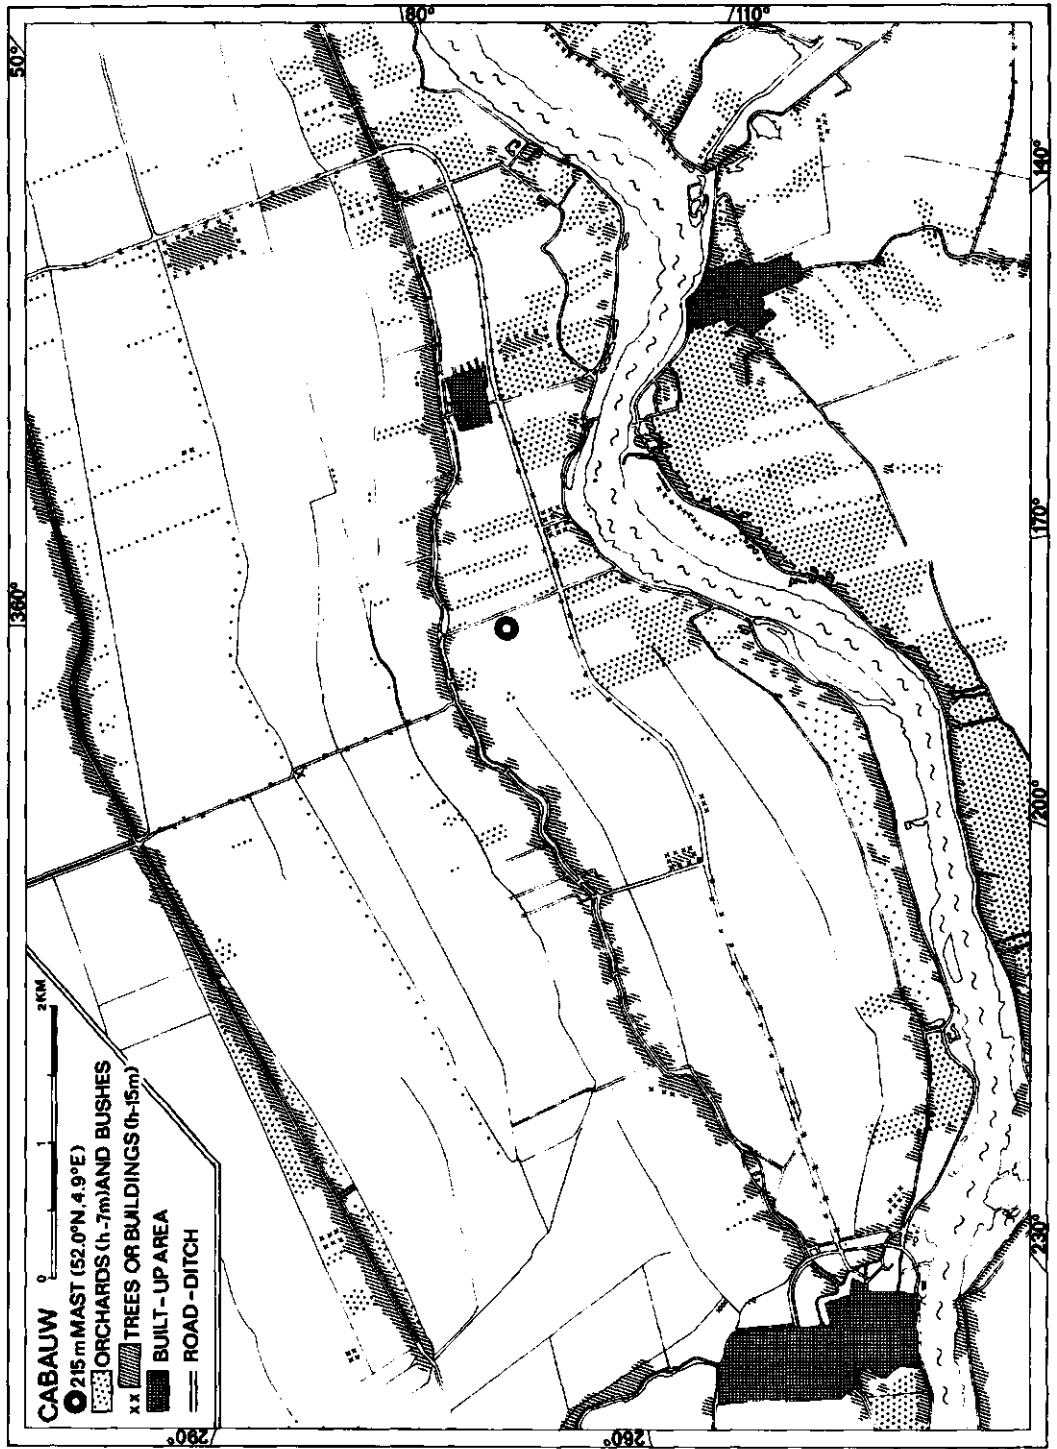 CABAUW
0 1 2KM
215m MAST (52.0°N, 4.9°E)
ORCHARDS (h~7m) AND BUSHES
x x TREES OR BUILDINGS (h~15m)
BUILT-UP AREA
ROAD-DITCH
290°
360°
50°
80°
110°
140°
170°
200°
230°
260°